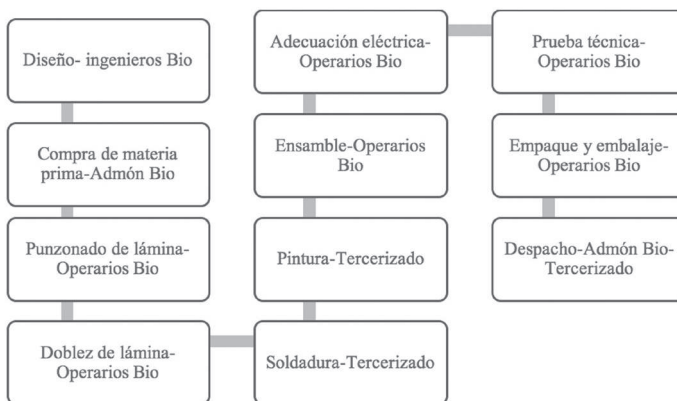 Diseño- ingenieros Bio
Compra de materia
prima-Admón Bio
Punzonado de lámina-
Operarios Bio
Doblez de lámina-
Operarios Bio
Soldadura-Tercerizado
Pintura-Tercerizado
Ensamble-Operarios
Bio
Adecuación eléctrica-
Operarios Bio
Prueba técnica-
Operarios Bio
Empaque y embalaje-
Operarios Bio
Despacho-Admón Bio-
Tercerizado